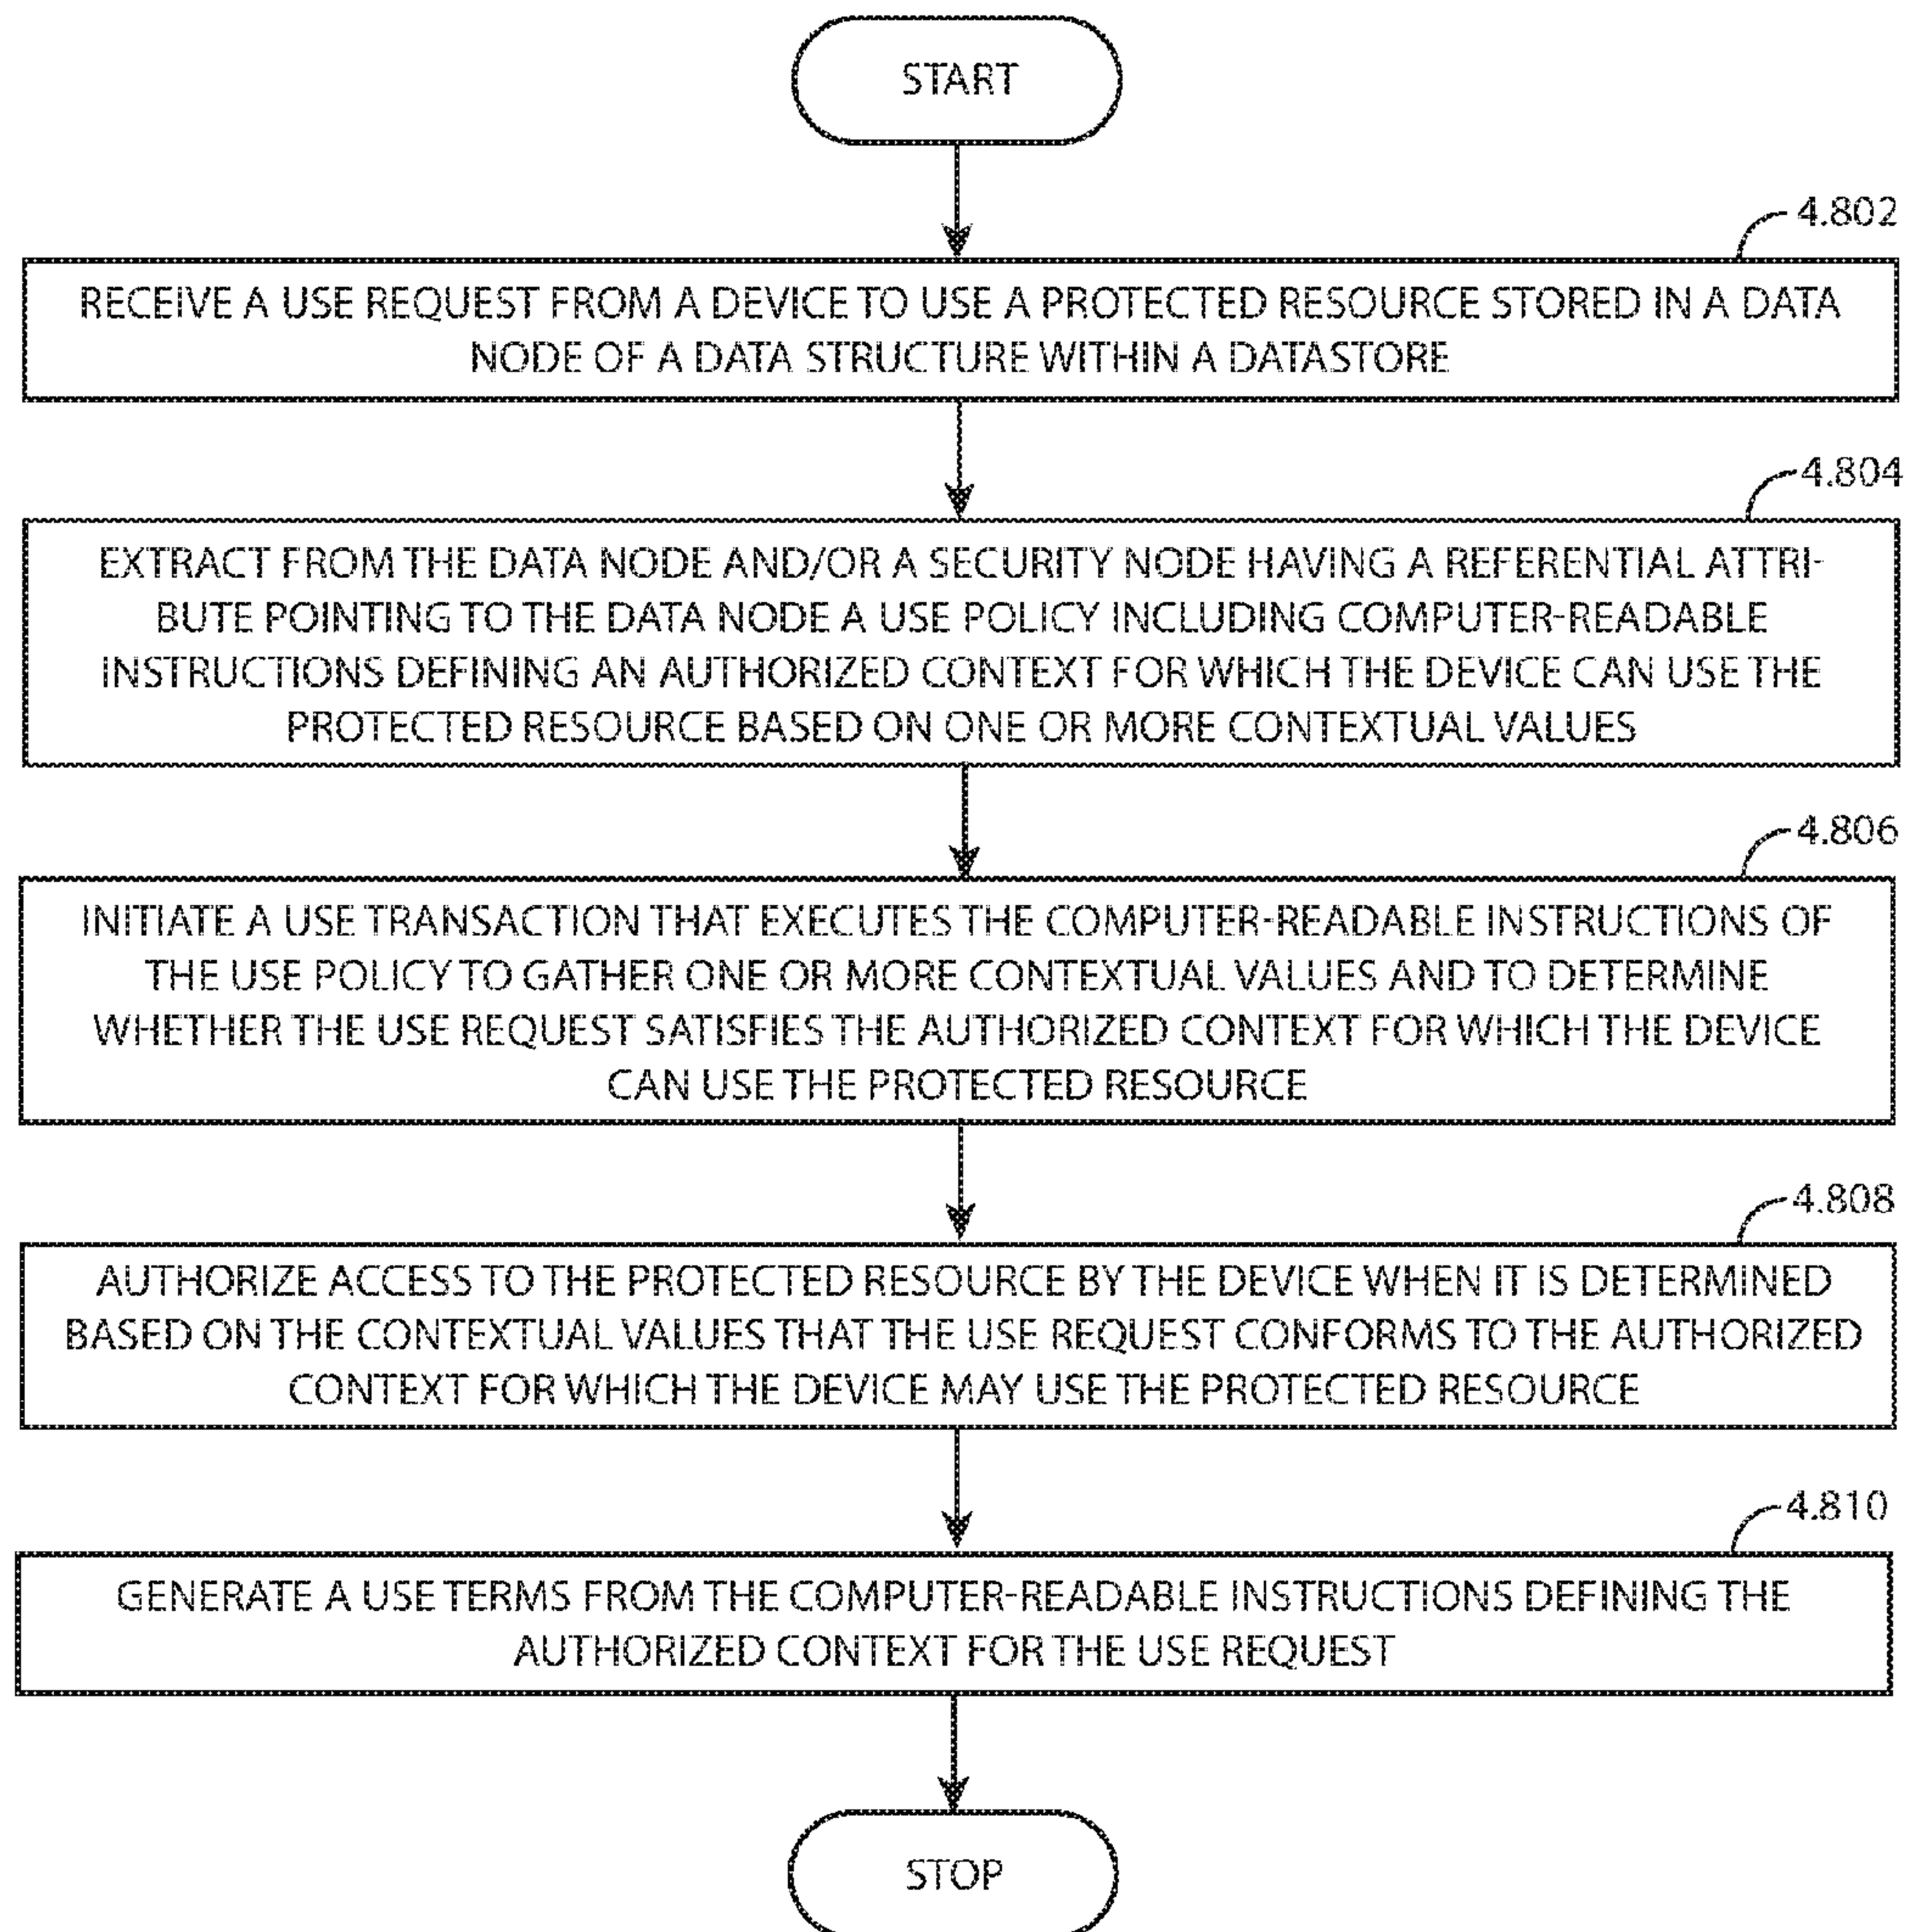 START
4.802
RECEIVE A USE REQUEST FROM A DEVICE TO USE A PROTECTED RESOURCE STORED IN A DATA
NODE OF A DATA STRUCTURE WITHIN A DATASTORE
4.804
EXTRACT FROM THE DATA NODE AND/OR A SECURITY NODE HAVING A REFERENTIAL ATTRI-
BUTE POINTING TO THE DATA NODE A USE POLICY INCLUDING COMPUTER-READABLE
INSTRUCTIONS DEFINING AN AUTHORIZED CONTEXT FOR WHICH THE DEVICE CAN USE THE
PROTECTED RESOURCE BASED ON ONE OR MORE CONTEXTUAL VALUES
4.806
INITIATE A USE TRANSACTION THAT EXECUTES THE COMPUTER-READABLE INSTRUCTIONS OF
THE USE POLICY TO GATHER ONE OR MORE CONTEXTUAL VALUES AND TO DETERMINE
WHETHER THE USE REQUEST SATISFIES THE AUTHORIZED CONTEXT FOR WHICH THE DEVICE
CAN USE THE PROTECTED RESOURCE
4.808
AUTHORIZE ACCESS TO THE PROTECTED RESOURCE BY THE DEVICE WHEN IT IS DETERMINED
BASED ON THE CONTEXTUAL VALUES THAT THE USE REQUEST CONFORMS TO THE AUTHORIZED
CONTEXT FOR WHICH THE DEVICE MAY USE THE PROTECTED RESOURCE
4.810
GENERATE A USE TERMS FROM THE COMPUTER-READABLE INSTRUCTIONS DEFINING THE
AUTHORIZED CONTEXT FOR THE USE REQUEST
STOP